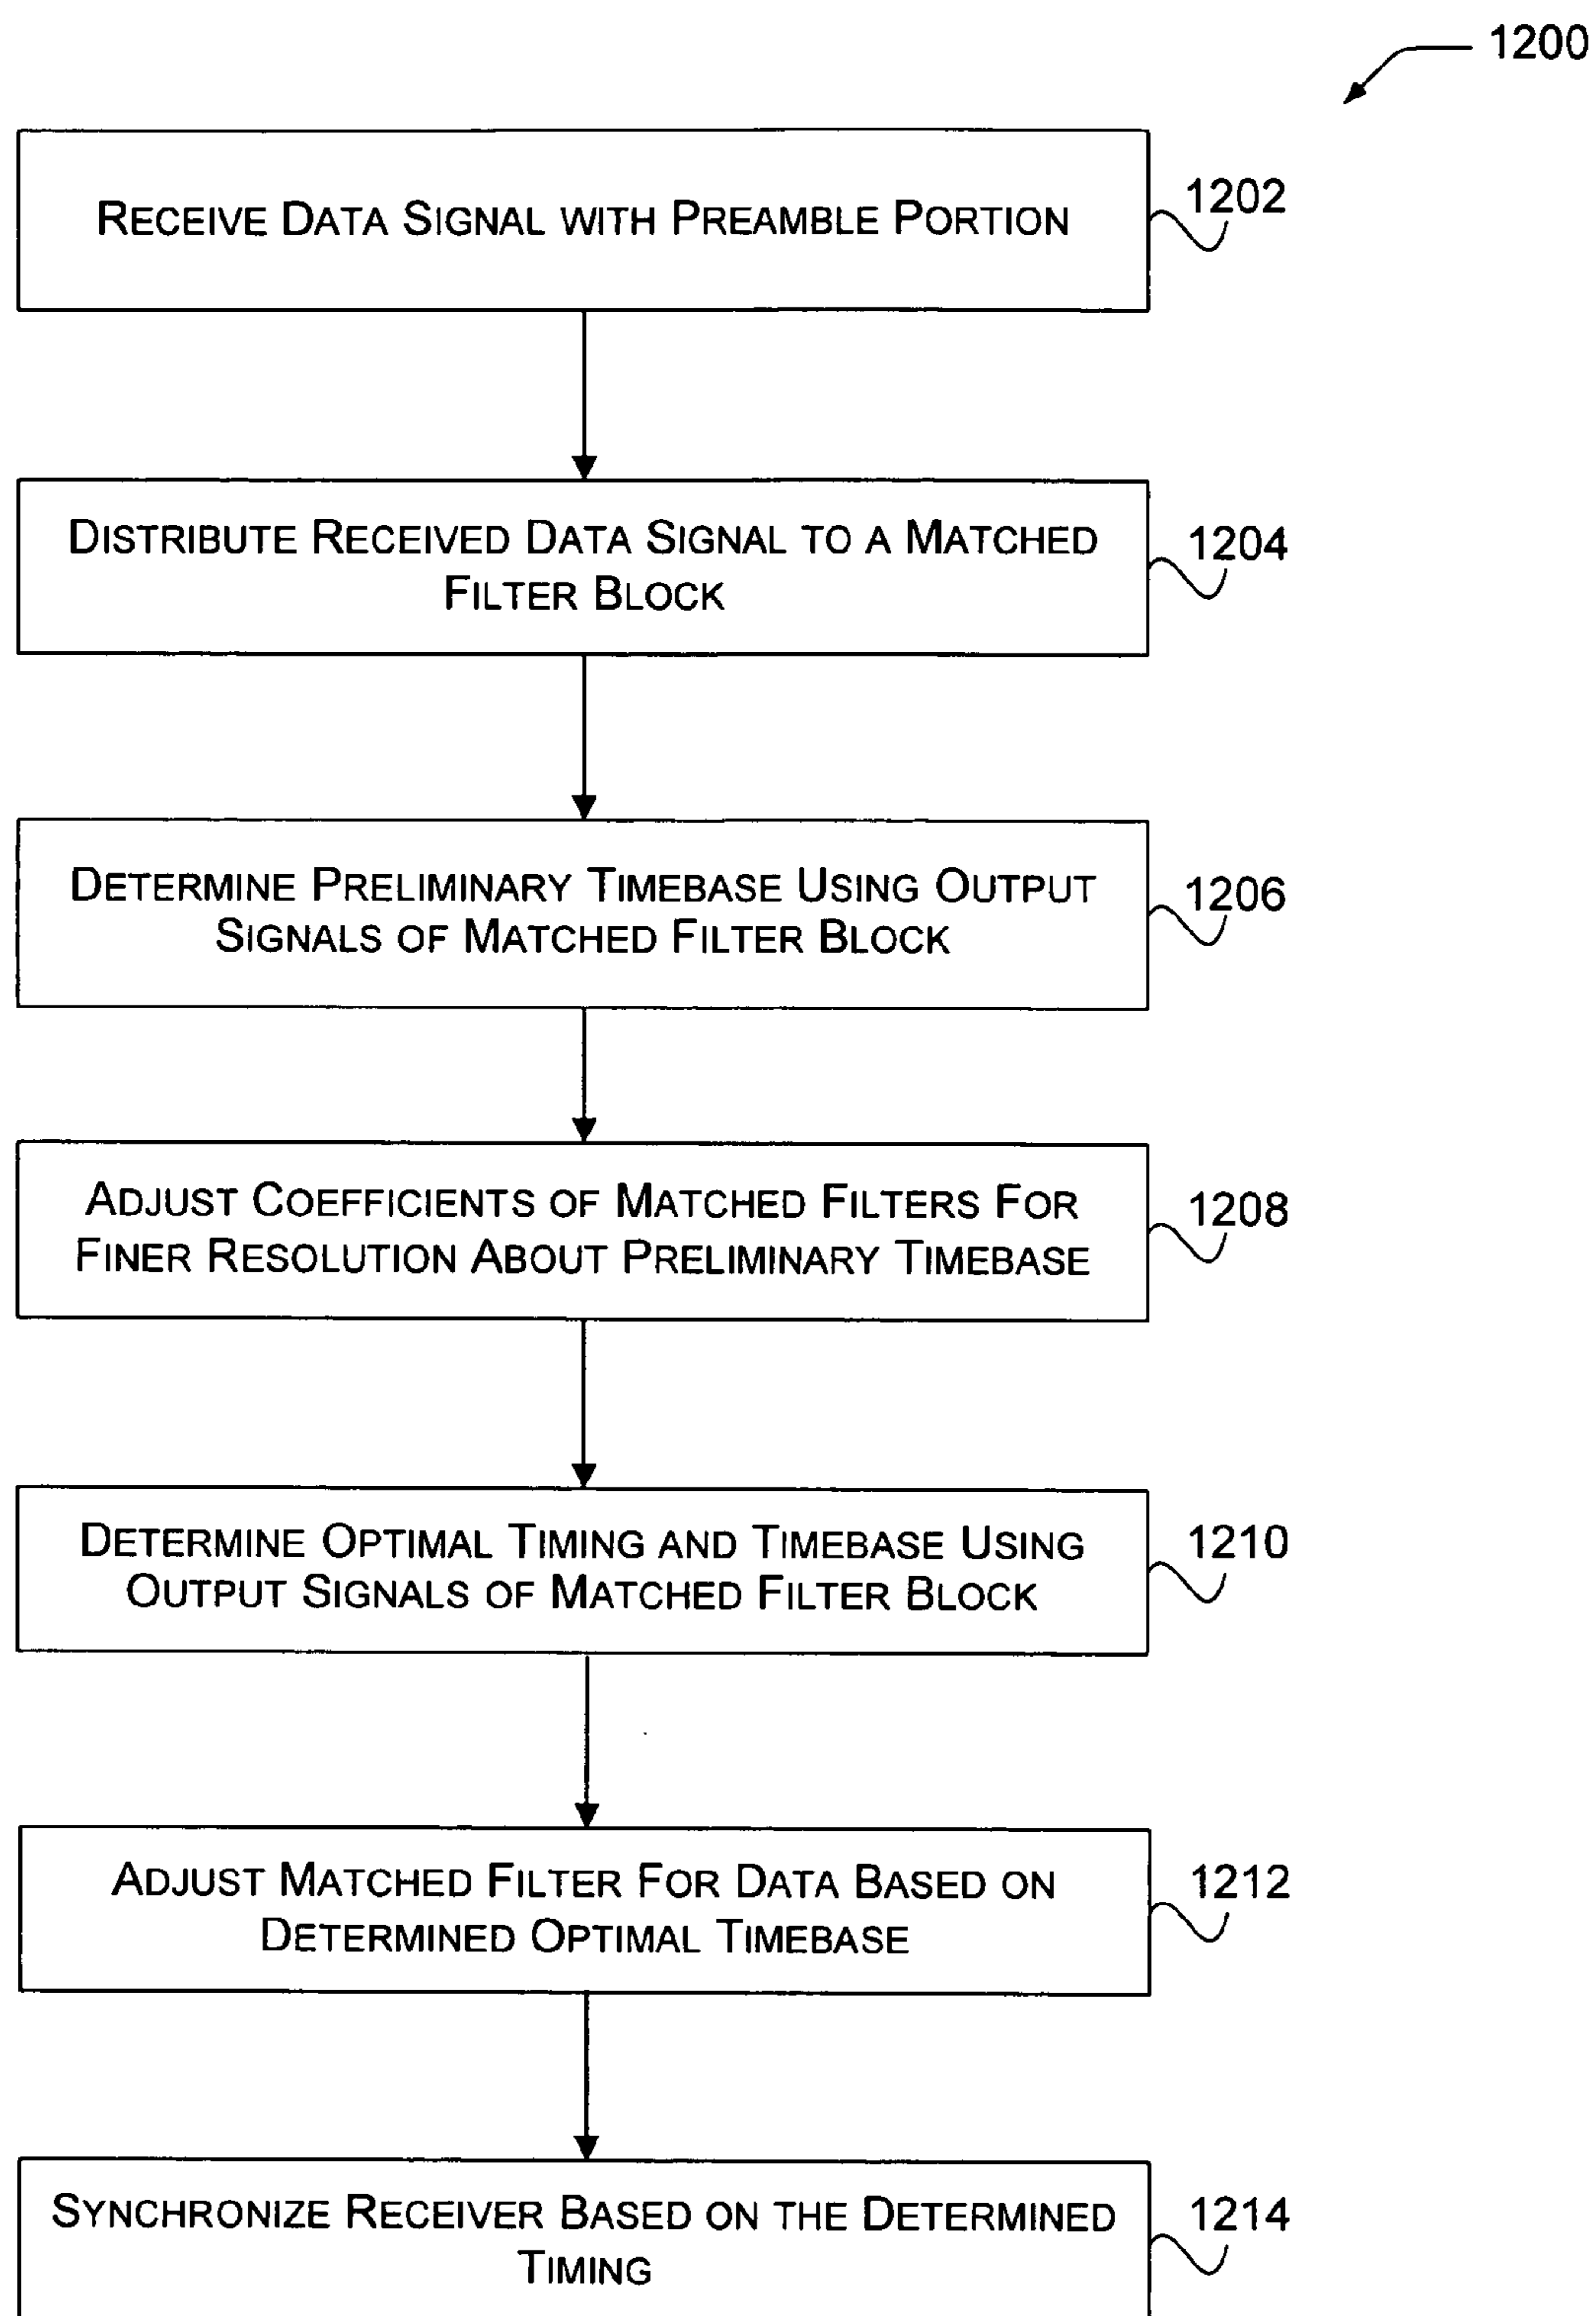 1200
RECEIVE DATA SIGNAL WITH PREAMBLE PORTION
1202
DISTRIBUTE RECEIVED DATA SIGNAL TO A MATCHED
FILTER BLOCK
1204
DETERMINE PRELIMINARY TIMEBASE USING OUTPUT
SIGNALS OF MATCHED FILTER BLOCK
1206
ADJUST COEFFICIENTS OF MATCHED FILTERS FOR
FINER RESOLUTION ABOUT PRELIMINARY TIMEBASE
1208
DETERMINE OPTIMAL TIMING AND TIMEBASE USING
OUTPUT SIGNALS OF MATCHED FILTER BLOCK
1210
ADJUST MATCHED FILTER FOR DATA BASED ON
DETERMINED OPTIMAL TIMEBASE
1212
SYNCHRONIZE RECEIVER BASED ON THE DETERMINED
TIMING
1214